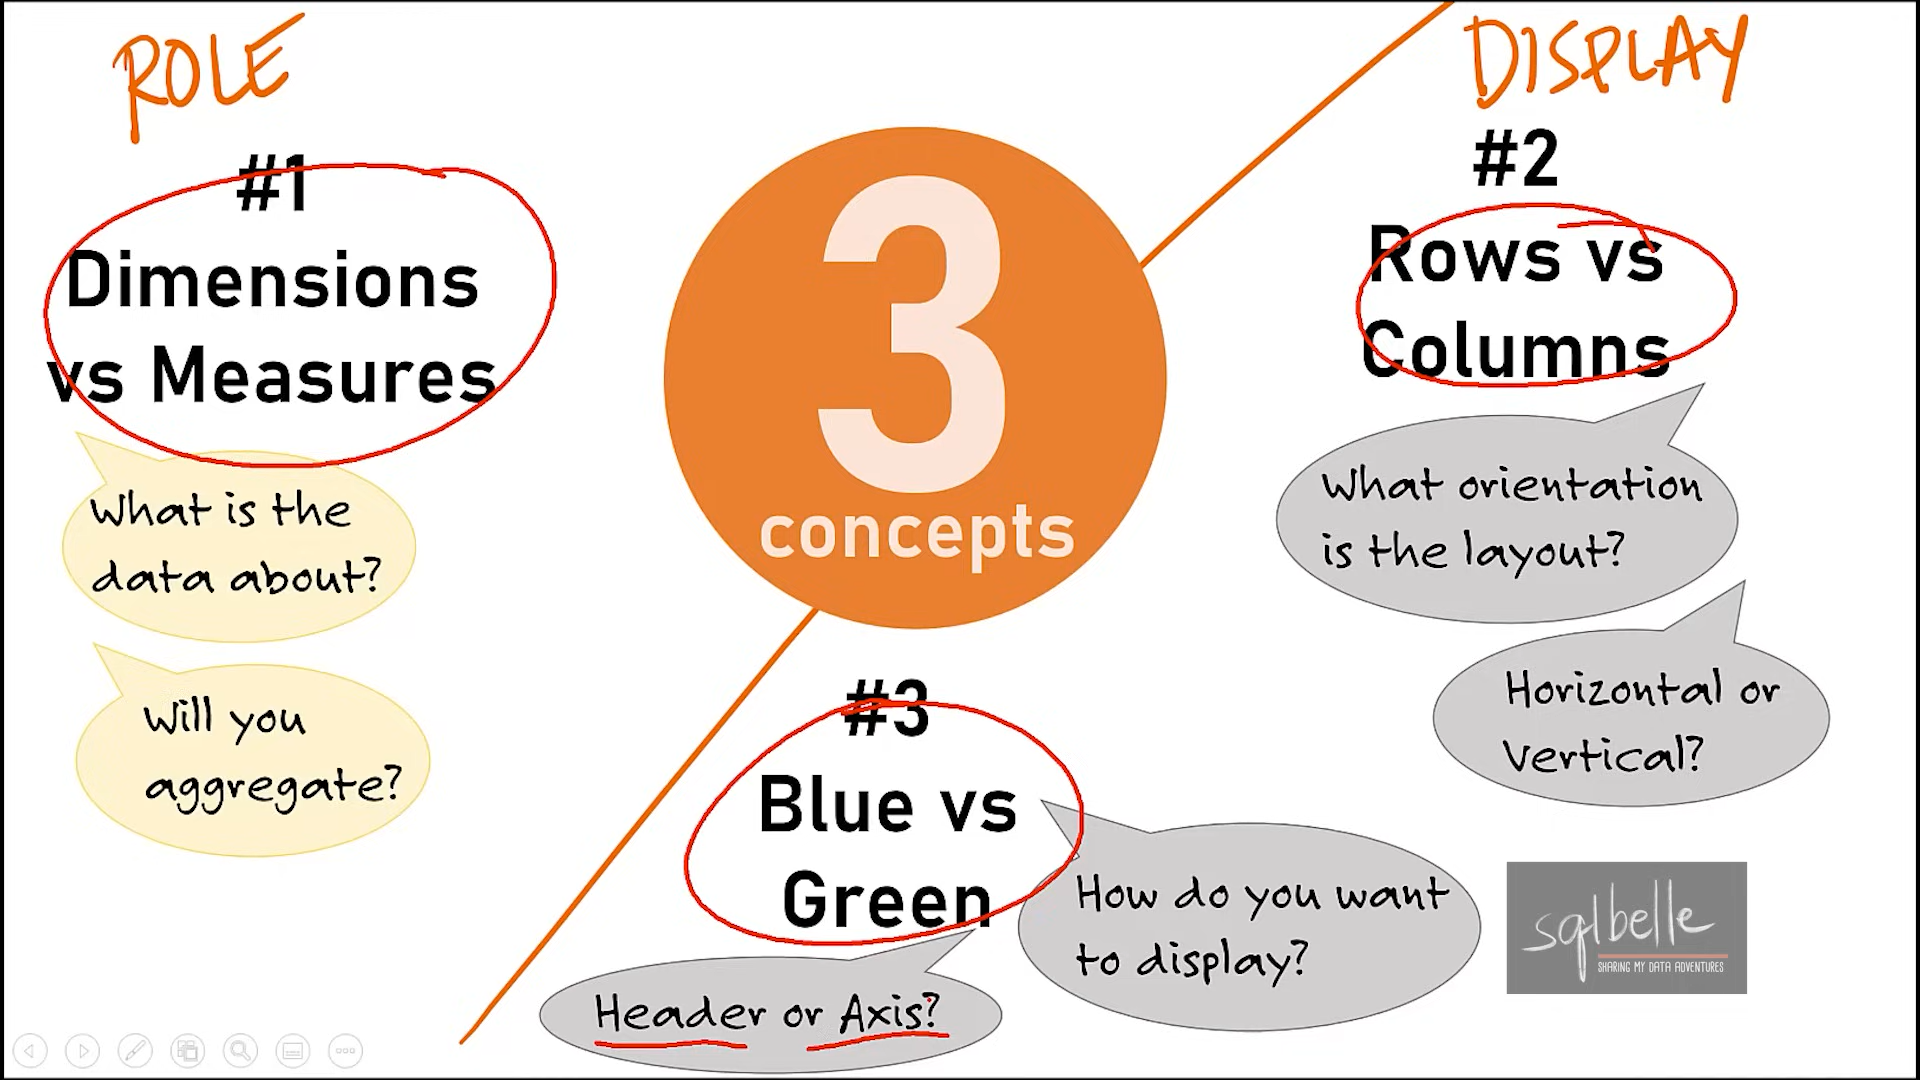 ROLE
#1
Dimensions
vs Measures
What is the
data about?
Will you
aggregate?
3
concepts
DISPLAY
#2
Rows vs
Columns
What orientation
is the layout?
Horizontal or
Vertical?
#3
Blue vs
Green
How do you want
to display?
Header or Axis?
sqlbelle
SHARING MY DATA ADVENTURES